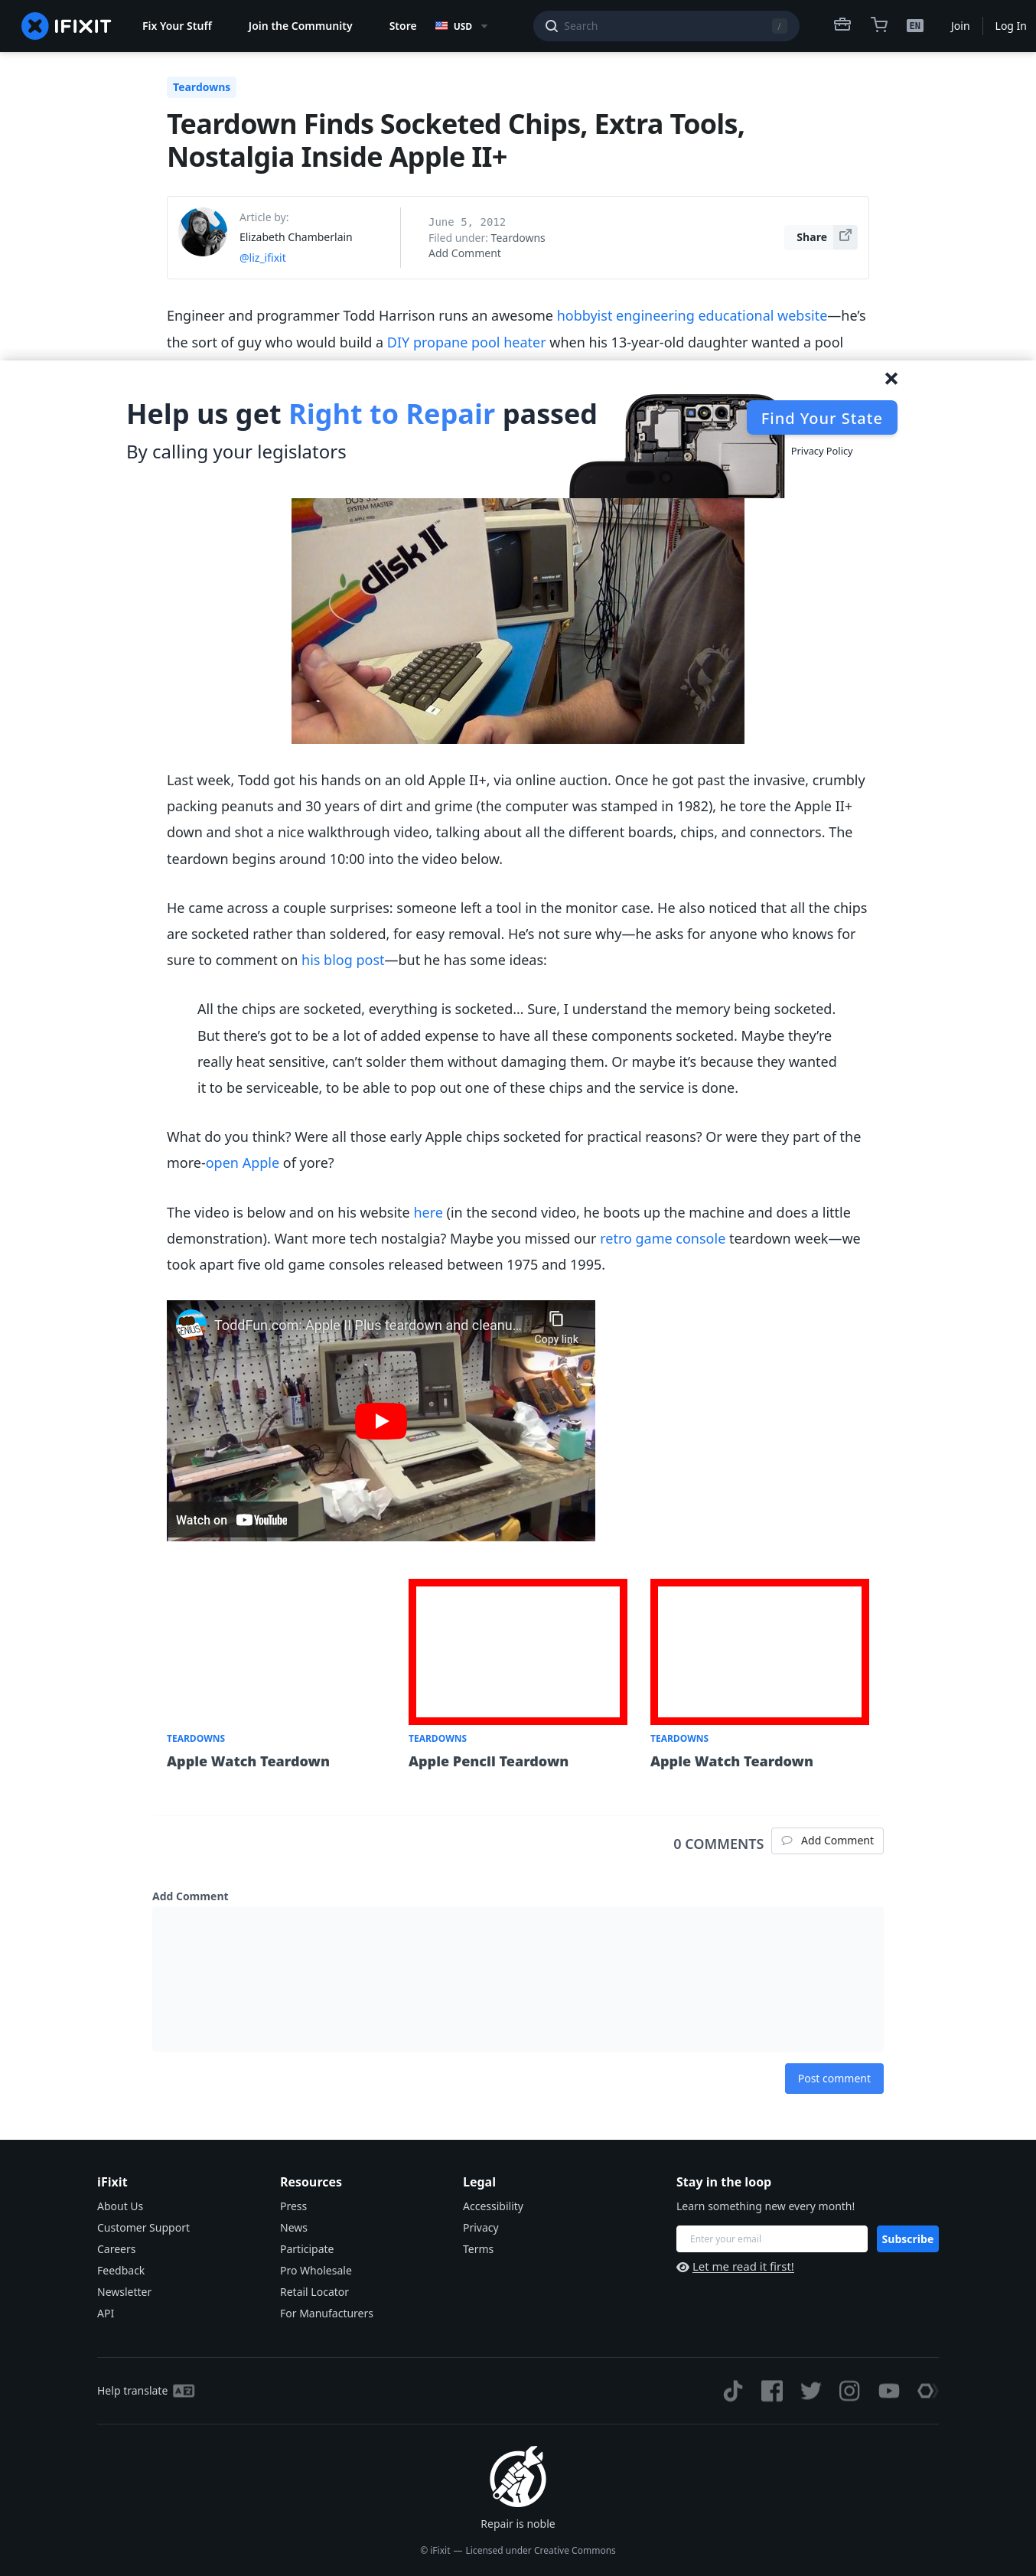 IFIXIT
Fix Your Stuff
Join the Community
Store
USD
Search
/
EN
Join
Log In
Teardowns
Teardown Finds Socketed Chips, Extra Tools,
Nostalgia Inside Apple II+
Article by:
Elizabeth Chamberlain
@liz_ifixit
June 5, 2012
Filed under: Teardowns
Add Comment
Share
Engineer and programmer Todd Harrison runs an awesome hobbyist engineering educational website—he’s
the sort of guy who would build a DIY propane pool heater when his 13-year-old daughter wanted a pool
Help us get Right to Repair passed
By calling your legislators
Find Your State
Privacy Policy
SYSTEM MASTER
disk II
Last week, Todd got his hands on an old Apple II+, via online auction. Once he got past the invasive, crumbly
packing peanuts and 30 years of dirt and grime (the computer was stamped in 1982), he tore the Apple II+
down and shot a nice walkthrough video, talking about all the different boards, chips, and connectors. The
teardown begins around 10:00 into the video below.
He came across a couple surprises: someone left a tool in the monitor case. He also noticed that all the chips
are socketed rather than soldered, for easy removal. He’s not sure why—he asks for anyone who knows for
sure to comment on his blog post—but he has some ideas:
All the chips are socketed, everything is socketed… Sure, I understand the memory being socketed.
But there’s got to be a lot of added expense to have all these components socketed. Maybe they’re
really heat sensitive, can’t solder them without damaging them. Or maybe it’s because they wanted
it to be serviceable, to be able to pop out one of these chips and the service is done.
What do you think? Were all those early Apple chips socketed for practical reasons? Or were they part of the
more-open Apple of yore?
The video is below and on his website here (in the second video, he boots up the machine and does a little
demonstration). Want more tech nostalgia? Maybe you missed our retro game console teardown week—we
took apart five old game consoles released between 1975 and 1995.
GENIUS
ToddFun.com: Apple II Plus teardown and cleanu...
Copy link
Watch on YouTube
TEARDOWNS
Apple Watch Teardown
TEARDOWNS
Apple Pencil Teardown
TEARDOWNS
Apple Watch Teardown
0 COMMENTS
Add Comment
Add Comment
Post comment
iFixit
About Us
Customer Support
Careers
Feedback
Newsletter
API
Resources
Press
News
Participate
Pro Wholesale
Retail Locator
For Manufacturers
Legal
Accessibility
Privacy
Terms
Stay in the loop
Learn something new every month!
Enter your email
Subscribe
Let me read it first!
Help translate
Repair is noble
© iFixit — Licensed under Creative Commons